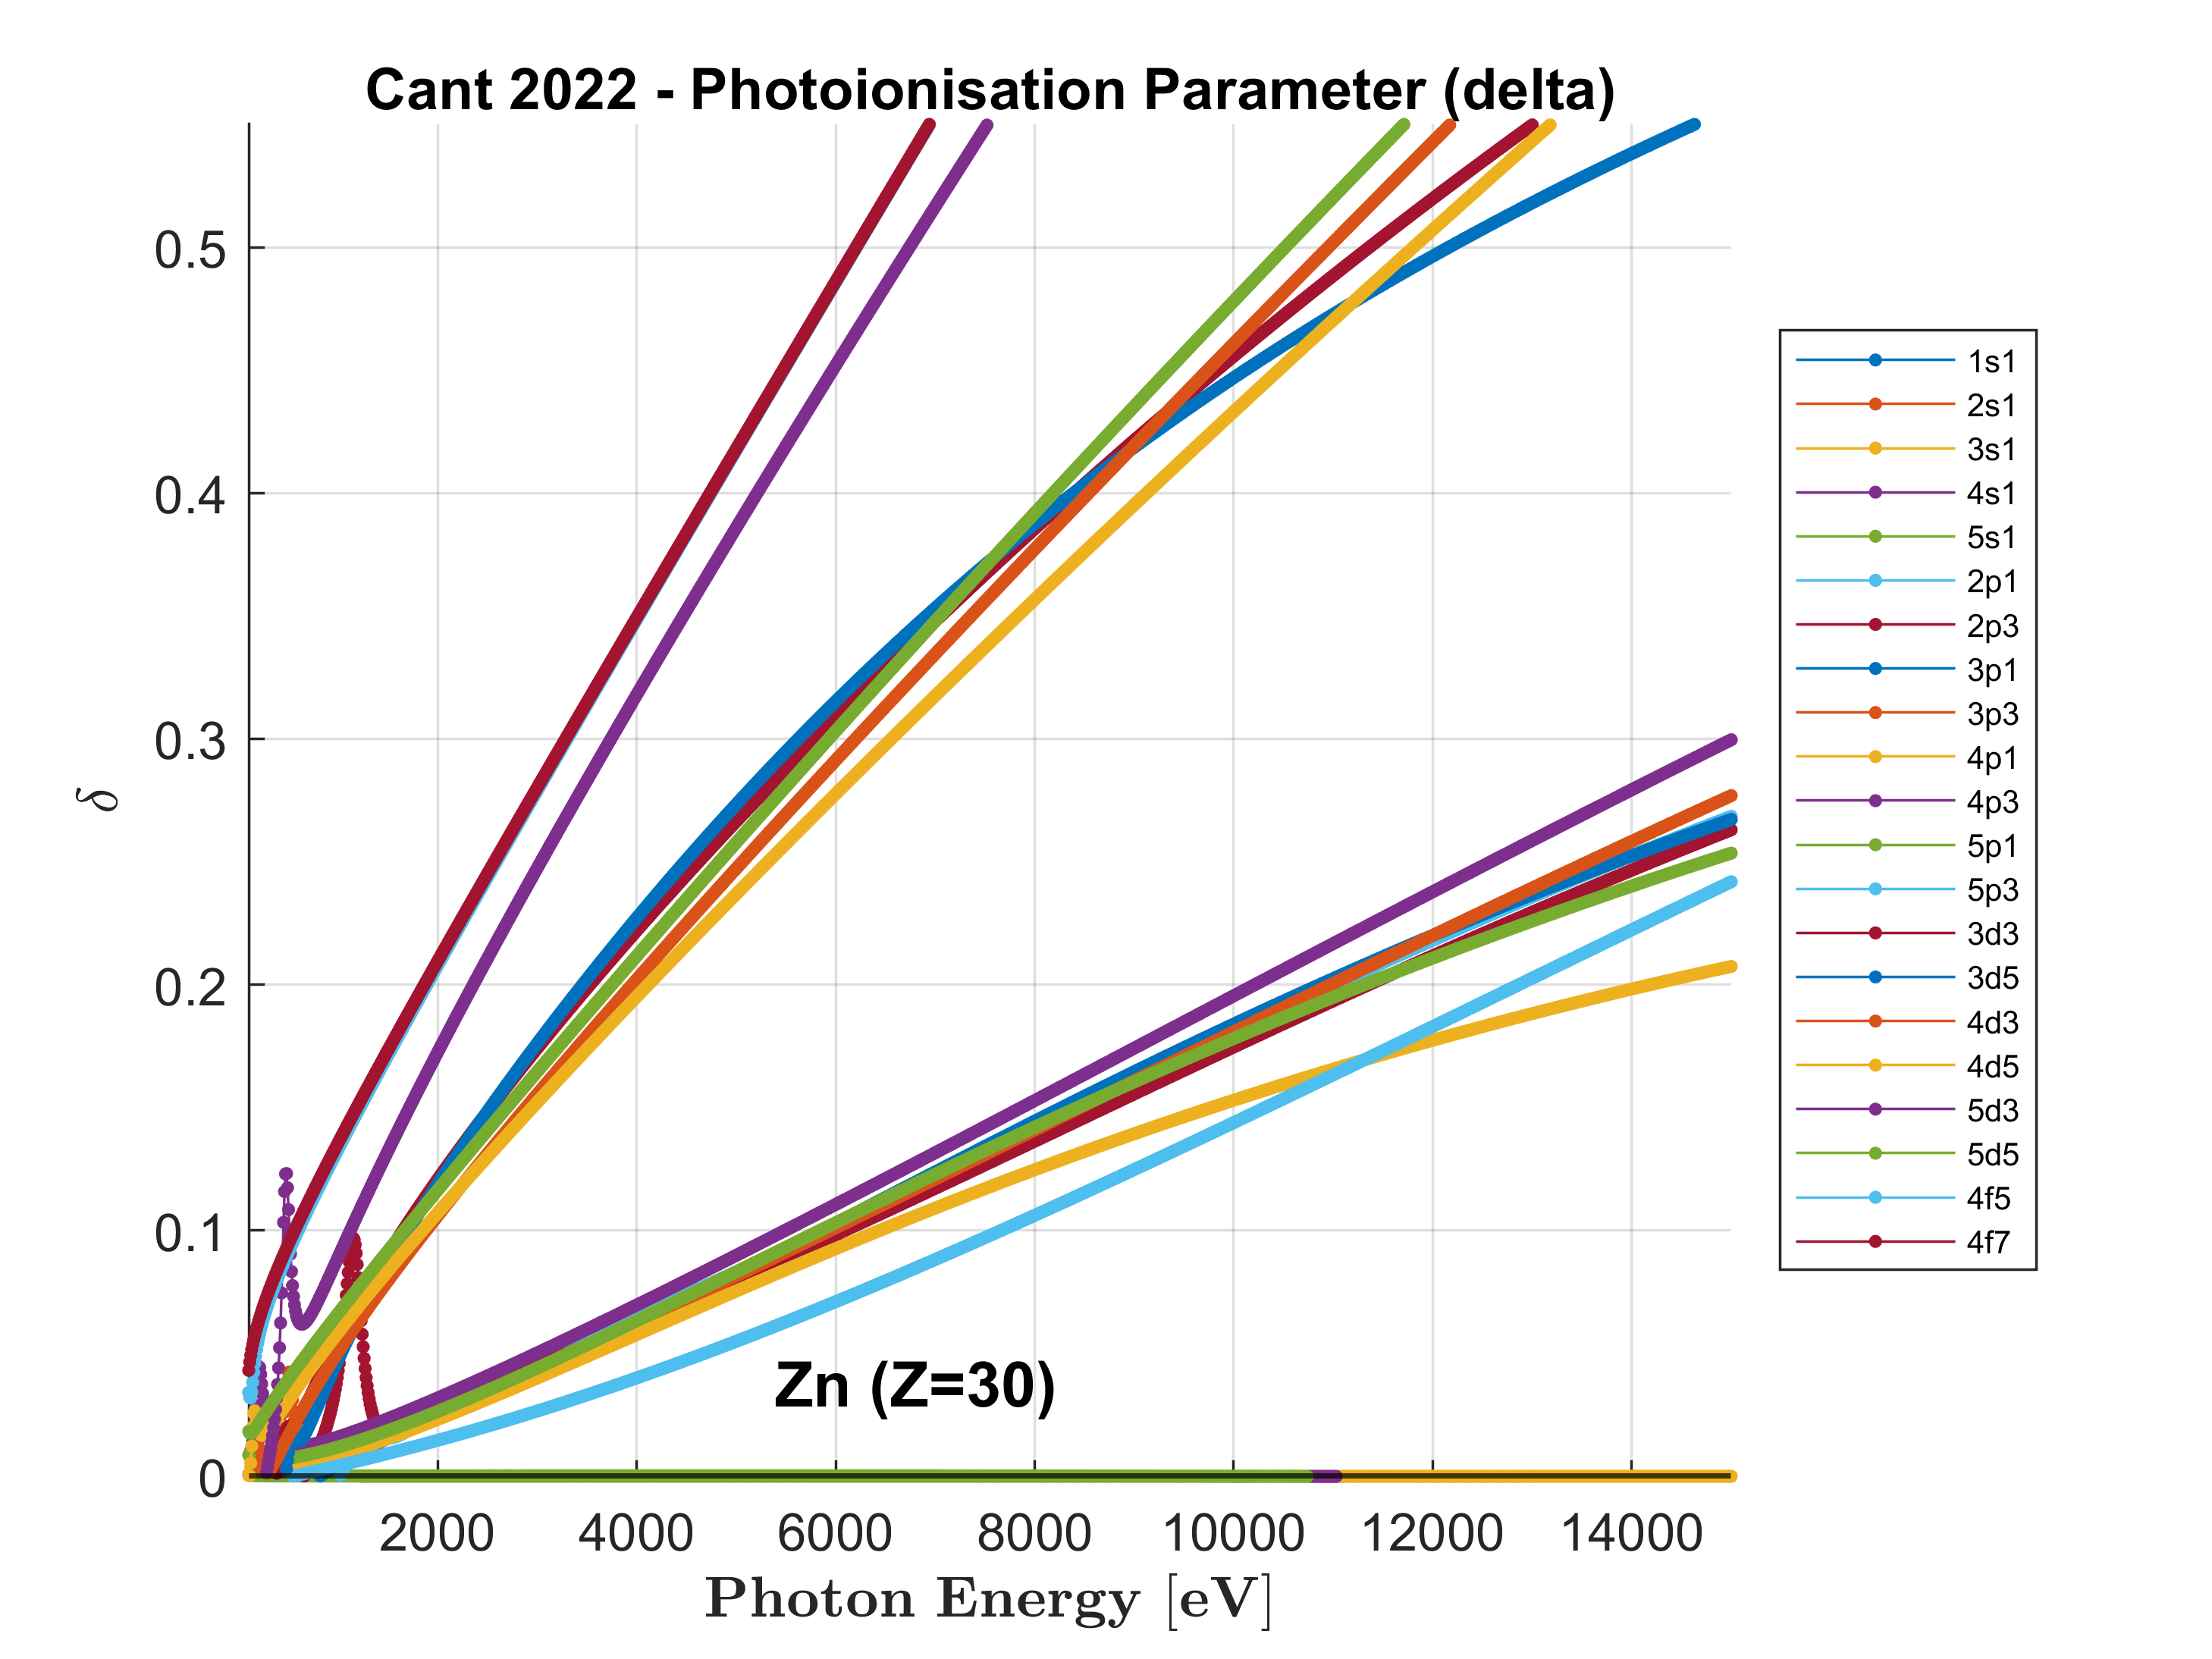 Cant 2022 - Photoionisation Parameter (delta)
0.5
0.4
0.3
0.2
0.1
0
δ
2000 4000 6000 8000 10000 12000 14000
Photon Energy [eV]
Zn (Z=30)
1s1
2s1
3s1
4s1
5s1
2p1
2p3
3p1
3p3
4p1
4p3
5p1
5p3
3d3
3d5
4d3
4d5
5d3
5d5
4f5
4f7